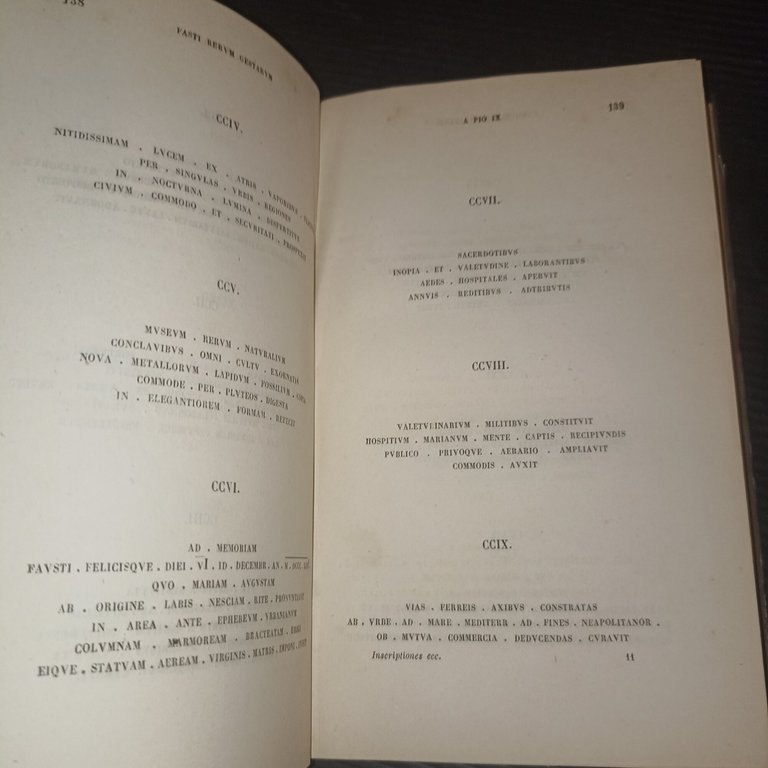 138
FASTI RERVM GESTARVM
CCIV.
NITIDISSIMAM . LVCEM . EX . ATRIS . VAPORIBVS
PER . SINGVLAS . VRBIS . REGIONES
IN . NOCTVRNA . LVMINA . DISPERTITVS
CIVIVM . COMMODO . ET . SECVRITATI . PROSPEXIT
CCV.
MVSEVM . RERVM . NATVRALIVM
CONCLAVIBVS . OMNI . CVLTV . EXORNATIS
NOVA . METALLORVM . LAPIDVM . FOSSILIVM .
COMMODE . PER . PLVTEOS . DIGESTA
IN . ELEGANTIOREM . FORMAM . REFECIT
CCVI.
AD . MEMORIAM
FAVSTI . FELICISQVE . DIEI . VI . ID . DECEMBR . AN . M . DCCC .
QVO . MARIAM . AVGVSTAM
AB . ORIGINE . LABIS . NESCIAM . RITE .
IN . AREA . ANTE . EPHEBEVM . VRBANIANVM
COLVMNAM . MARMOREAM . BRACTEATAM . ERIGI
EIQVE . STATVAM . AEREAM . VIRGINIS . MATRIS . IMPONI .
A PIO IX
139
CCVII.
SACERDOTIBVS
INOPIA . ET . VALETVDINE . LABORANTIBVS
AEDES . HOSPITALES . APERVIT
ANNVIS . REDITIBVS . ADTRIBVTIS
CCVIII.
VALETVDINARIVM . MILITIBVS . CONSTITVIT
HOSPITIVM . MARIANVM . MENTE . CAPTIS . RECIPIVNDIS
PVBLICO . PRIVOQVE . AERARIO . AMPLIAVIT
COMMODIS . AVXIT
CCIX.
VIAS . FERREIS . AXIBVS . CONSTRATAS
AB . VRBE . AD . MARE . MEDITERR . AD . FINES . NEAPOLITANOR .
OB . MVTVA . COMMERCIA . DEDVCENDAS . CVRAVIT
Inscriptiones ecc.
11